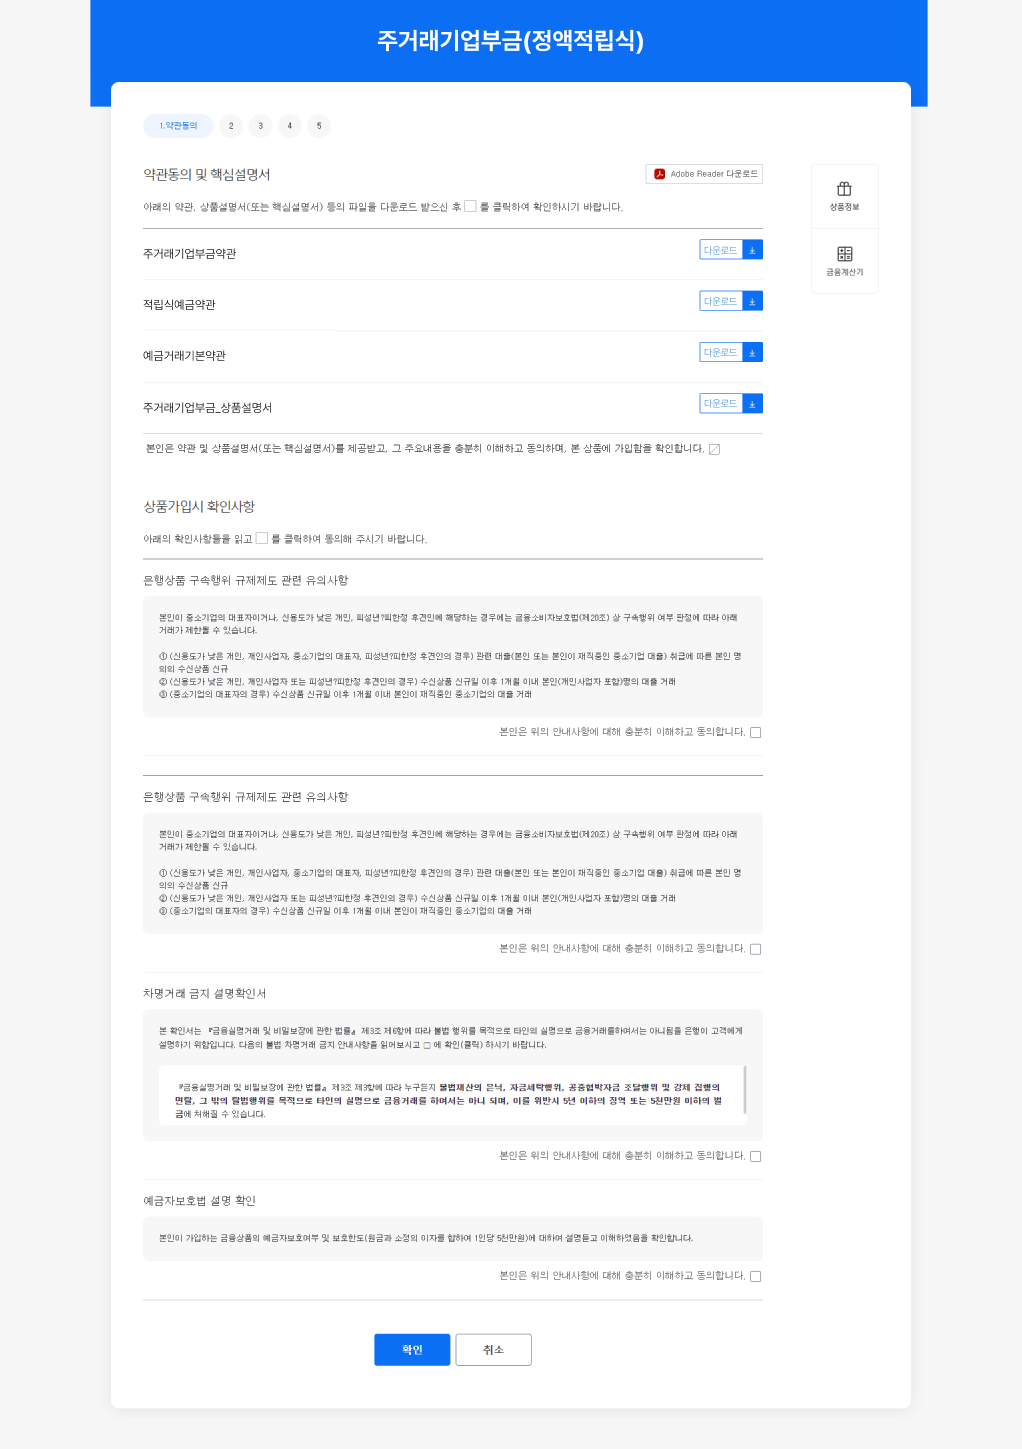 주거래기업부금(정액적립식)
1.약관동의 2 3 4 5
약관동의 및 핵심설명서
Adobe Reader 다운로드
아래의 약관, 상품설명서(또는 핵심설명서) 등의 파일을 다운로드 받으신 후 를 클릭하여 확인하시기 바랍니다.
상품정보
금융계산기
주거래기업부금약관
다운로드
적립식예금약관
다운로드
예금거래기본약관
다운로드
주거래기업부금_상품설명서
다운로드
본인은 약관 및 상품설명서(또는 핵심설명서)를 제공받고, 그 주요내용을 충분히 이해하고 동의하며, 본 상품에 가입함을 확인합니다.
상품가입시 확인사항
아래의 확인사항들을 읽고 를 클릭하여 동의해 주시기 바랍니다.
은행상품 구속행위 규제제도 관련 유의사항
본인이 중소기업의 대표자이거나, 신용도가 낮은 개인, 피성년?피한정 후견인에 해당하는 경우에는 금융소비자보호법(제20조) 상 구속행위 여부 판정에 따라 아래
거래가 제한될 수 있습니다.
① (신용도가 낮은 개인, 개인사업자, 중소기업의 대표자, 피성년?피한정 후견인의 경우) 관련 대출(본인 또는 본인이 재직중인 중소기업 대출) 취급에 따른 본인 명
의의 수신상품 신규
② (신용도가 낮은 개인, 개인사업자 또는 피성년?피한정 후견인의 경우) 수신상품 신규일 이후 1개월 이내 본인(개인사업자 포함)명의 대출 거래
③ (중소기업의 대표자의 경우) 수신상품 신규일 이후 1개월 이내 본인이 재직중인 중소기업의 대출 거래
본인은 위의 안내사항에 대해 충분히 이해하고 동의합니다.
은행상품 구속행위 규제제도 관련 유의사항
본인이 중소기업의 대표자이거나, 신용도가 낮은 개인, 피성년?피한정 후견인에 해당하는 경우에는 금융소비자보호법(제20조) 상 구속행위 여부 판정에 따라 아래
거래가 제한될 수 있습니다.
① (신용도가 낮은 개인, 개인사업자, 중소기업의 대표자, 피성년?피한정 후견인의 경우) 관련 대출(본인 또는 본인이 재직중인 중소기업 대출) 취급에 따른 본인 명
의의 수신상품 신규
② (신용도가 낮은 개인, 개인사업자 또는 피성년?피한정 후견인의 경우) 수신상품 신규일 이후 1개월 이내 본인(개인사업자 포함)명의 대출 거래
③ (중소기업의 대표자의 경우) 수신상품 신규일 이후 1개월 이내 본인이 재직중인 중소기업의 대출 거래
본인은 위의 안내사항에 대해 충분히 이해하고 동의합니다.
차명거래 금지 설명확인서
본 확인서는 『금융실명거래 및 비밀보장에 관한 법률』 제3조 제6항에 따라 불법 행위를 목적으로 타인의 실명으로 금융거래를하여서는 아니됨을 은행이 고객에게
설명하기 위함입니다. 다음의 불법 차명거래 금지 안내사항을 읽어보시고 □ 에 확인(클릭) 하시기 바랍니다.
『금융실명거래 및 비밀보장에 관한 법률』 제3조 제3항에 따라 누구든지 불법재산의 은닉, 자금세탁행위, 공중협박자금 조달행위 및 강제 집행의
면탈, 그 밖의 탈법행위를 목적으로 타인의 실명으로 금융거래를 하여서는 아니 되며, 이를 위반시 5년 이하의 징역 또는 5천만원 이하의 벌
금에 처해질 수 있습니다.
본인은 위의 안내사항에 대해 충분히 이해하고 동의합니다.
예금자보호법 설명 확인
본인이 가입하는 금융상품의 예금자보호여부 및 보호한도(원금과 소정의 이자를 합하여 1인당 5천만원)에 대하여 설명듣고 이해하였음을 확인합니다.
본인은 위의 안내사항에 대해 충분히 이해하고 동의합니다.
확인
취소